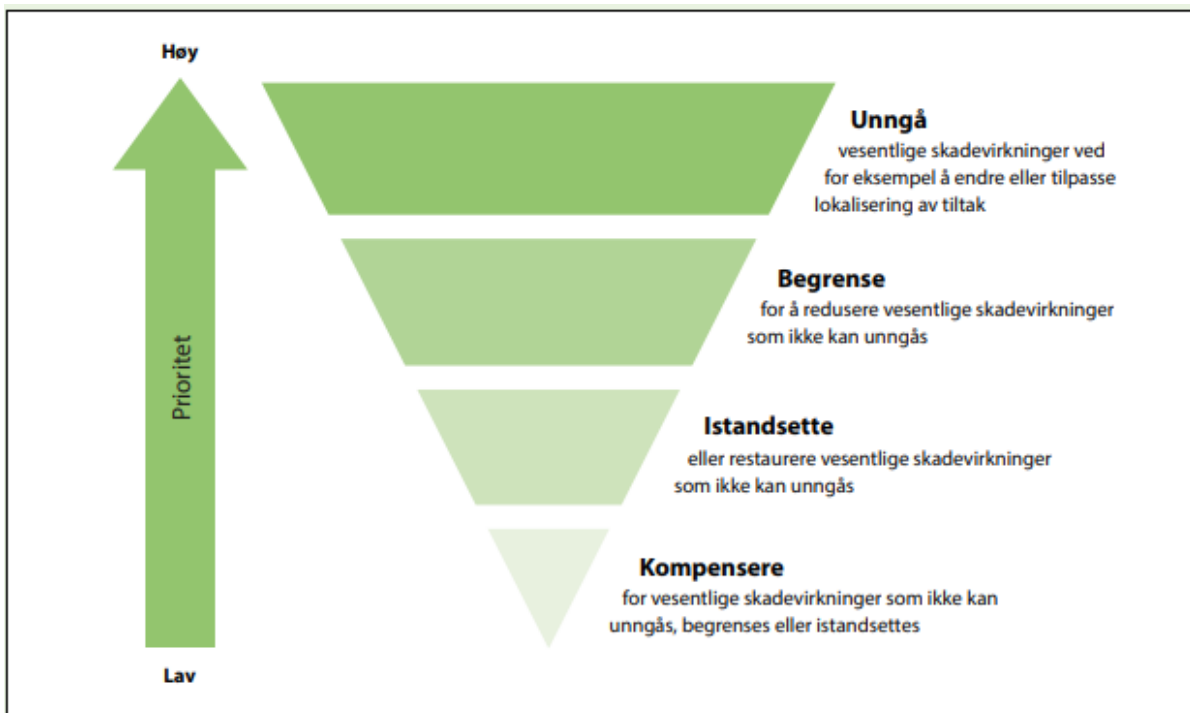 Høy
Unngå
vesentlige skadevirkninger ved
for eksempel å endre eller tilpasse
lokalisering av tiltak
Begrense
for å redusere vesentlige skadevirkninger
som ikke kan unngås
Prioritet
Istandsette
eller restaurere vesentlige skadevirkninger
som ikke kan unngås
Kompensere
for vesentlige skadevirkninger som ikke kan
unngås, begrenses eller istandsettes
Lav